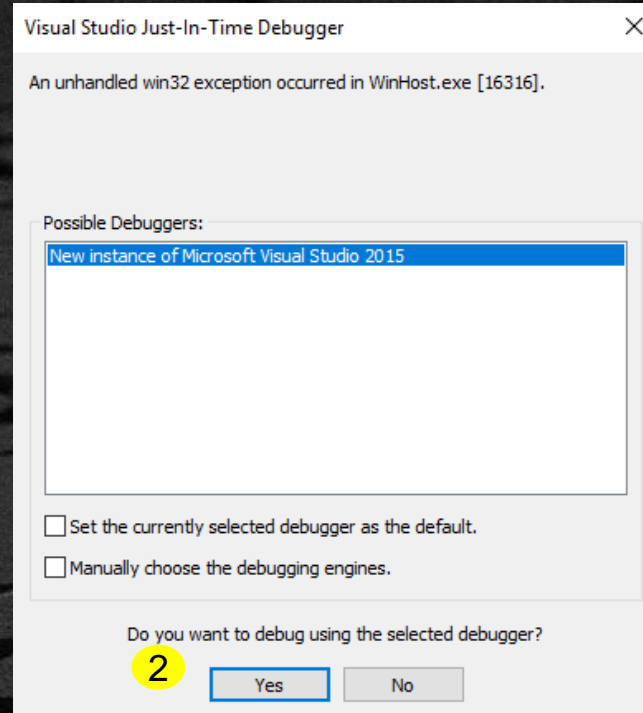 Visual Studio Just-In-Time Debugger
An unhandled win32 exception occurred in WinHost.exe [16316].
Possible Debuggers:
New instance of Microsoft Visual Studio 2015
Set the currently selected debugger as the default.
Manually choose the debugging engines.
Do you want to debug using the selected debugger?
2
Yes No